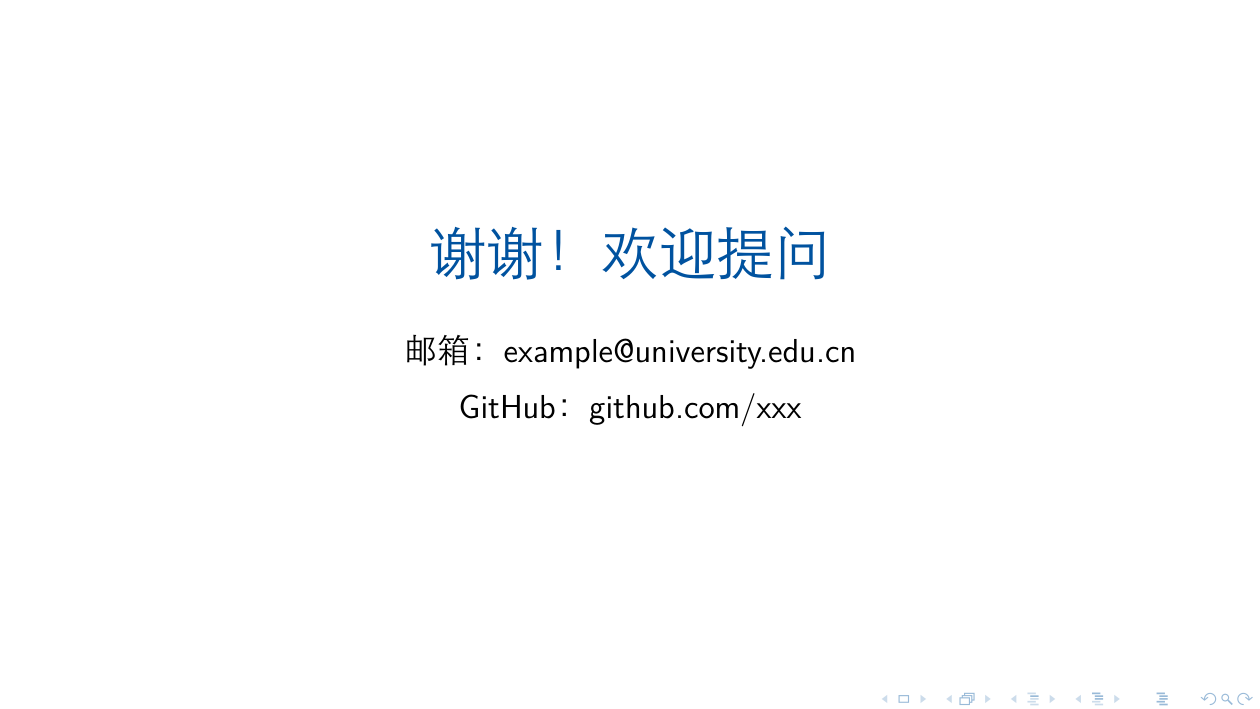 谢谢！欢迎提问
邮箱：example@university.edu.cn
GitHub：github.com/xxx